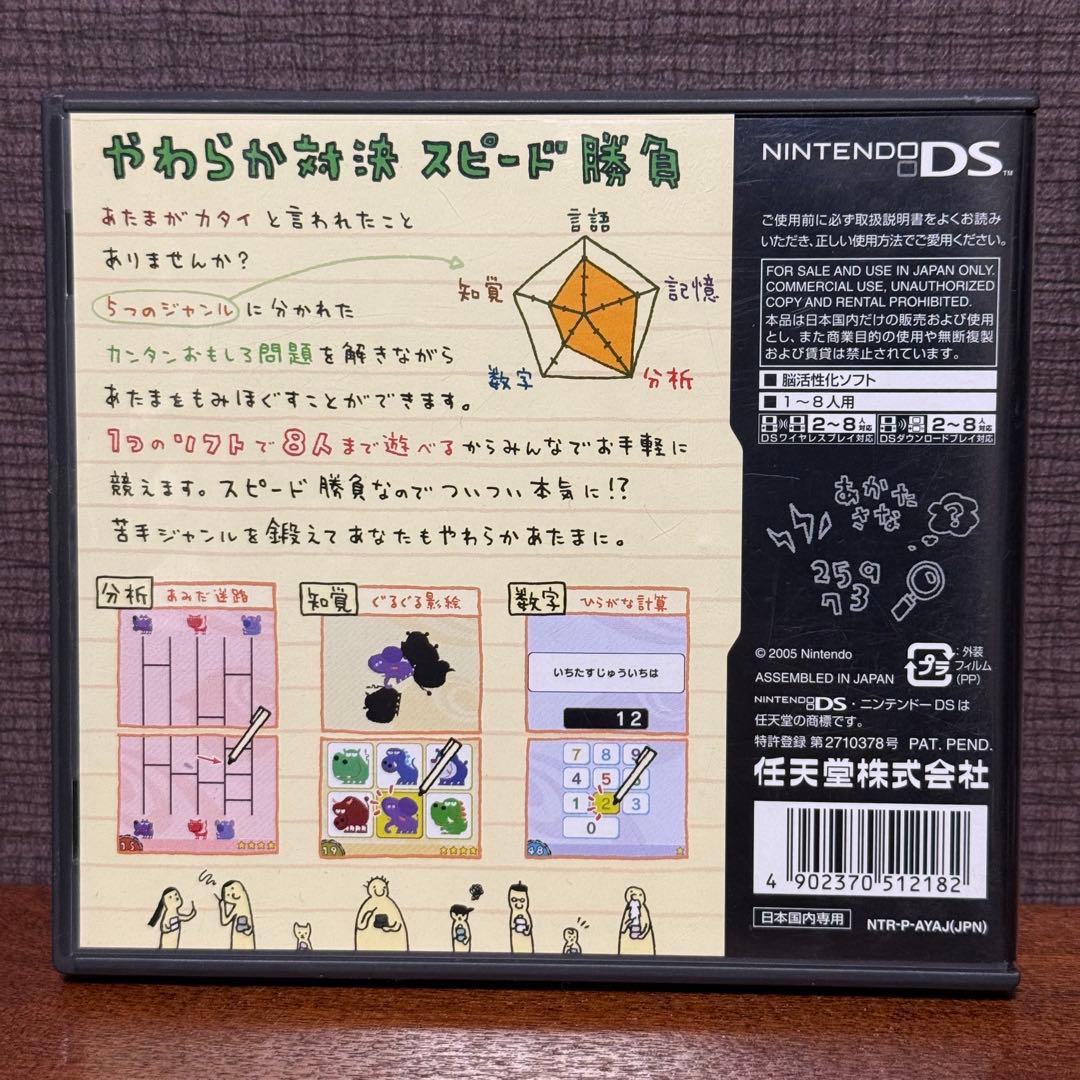 やわらか対決 スピード勝負
あたまがカタイと言われたこと
ありませんか?
5つのジャンルに分かれた
カンタンおもしろ問題を解きながら
あたまをもみほぐすことができます。
1つのソフトで8人まで遊べるからみんなでお手軽に
競えます。スピード勝負なのでついつい本気に!?
苦手ジャンルを鍛えてあなたもやわらかあたまに。
言語
知覚
記憶
数字
分析
分析 あみだ迷路
15
知覚 ぐるぐる影絵
19
数字 ひらがな計算
いちたすじゅういちは
12
7 8 9
4 5
1 2 3
0
48
NINTENDO DS™
ご使用前に必ず取扱説明書をよくお読み
いただき、正しい使用方法でご愛用ください。
FOR SALE AND USE IN JAPAN ONLY.
COMMERCIAL USE, UNAUTHORIZED
COPY AND RENTAL PROHIBITED.
本品は日本国内だけの販売および使用
とし、また商業目的の使用や無断複製
および賃貸は禁止されています。
■ 脳活性化ソフト
■ 1〜8人用
2〜8人対応
DSワイヤレスプレイ対応
2〜8人対応
DSダウンロードプレイ対応
あかた
さな
?
259
73
© 2005 Nintendo
ASSEMBLED IN JAPAN
プラ
:外装
フィルム
(PP)
NINTENDO DS・ニンテンドーDSは
任天堂の商標です。
特許登録 第2710378号 PAT. PEND.
任天堂株式会社
4 902370 512182
日本国内専用
NTR-P-AYAJ(JPN)